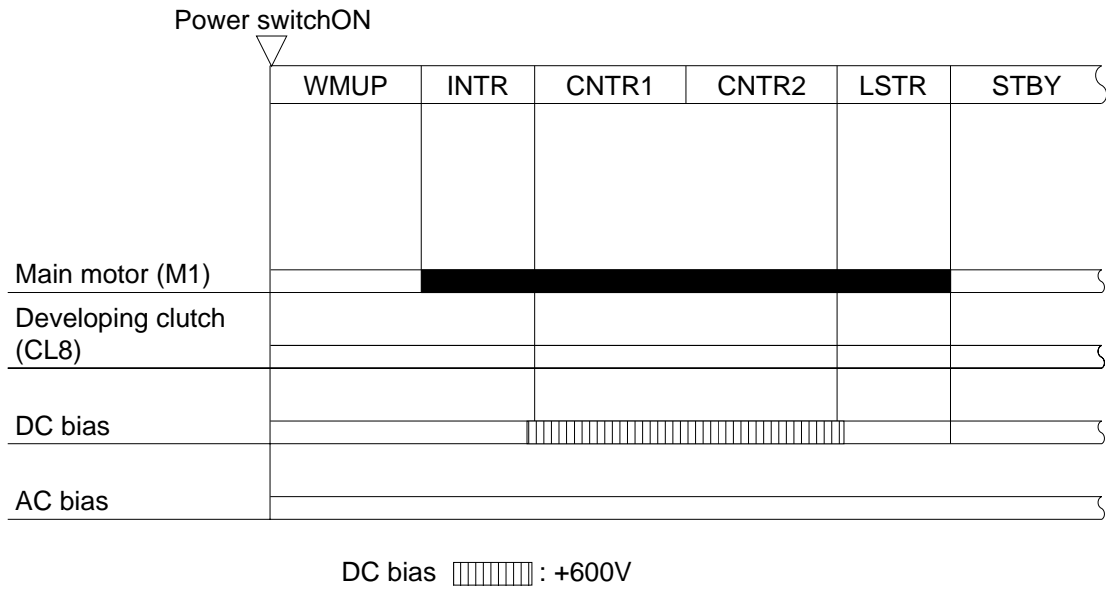 Power switchON
WMUP INTR CNTR1 CNTR2 LSTR STBY
Main motor (M1)
Developing clutch
(CL8)
DC bias
AC bias
DC bias : +600V